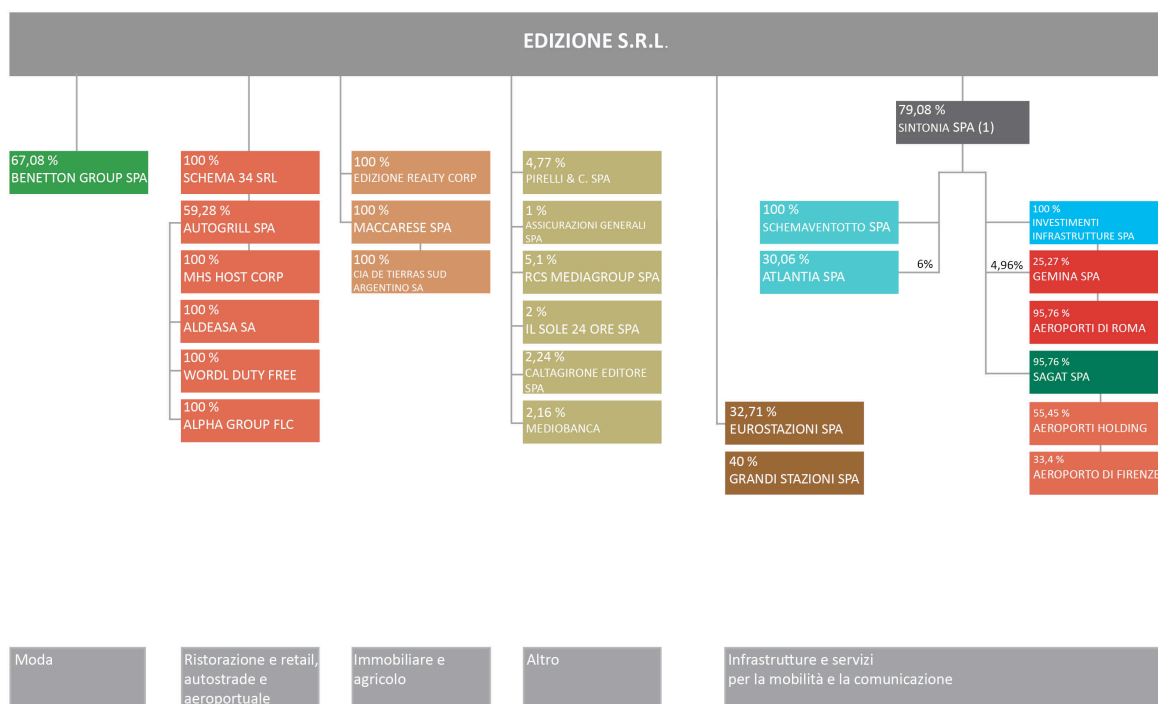 EDIZIONE S.R.L.
79,08 %
SINTONIA SPA (1)
67,08 %
BENETTON GROUP SPA
100 %
SCHEMA 34 SRL
59,28 %
AUTOGRILL SPA
100 %
MHS HOST CORP
100 %
ALDEASA SA
100 %
WORDL DUTY FREE
100 %
ALPHA GROUP FLC
100 %
EDIZIONE REALTY CORP
100 %
MACCARESE SPA
100 %
CIA DE TIERRAS SUD
ARGENTINO SA
4,77 %
PIRELLI & C. SPA
1 %
ASSICURAZIONI GENERALI
SPA
5,1 %
RCS MEDIAGROUP SPA
2 %
IL SOLE 24 ORE SPA
2,24 %
CALTAGIRONE EDITORE
SPA
2,16 %
MEDIOBANCA
32,71 %
EUROSTAZIONI SPA
40 %
GRANDI STAZIONI SPA
100 %
SCHEMAVENTOTTO SPA
30,06 %
ATLANTIA SPA
6%
4,96%
100 %
INVESTIMENTI
INFRASTRUTTURE SPA
25,27 %
GEMINA SPA
95,76 %
AEROPORTI DI ROMA
95,76 %
SAGAT SPA
55,45 %
AEROPORTI HOLDING
33,4 %
AEROPORTO DI FIRENZE
Moda
Ristorazione e retail,
autostrade e
aeroportuale
Immobiliare e
agricolo
Altro
Infrastrutture e servizi
per la mobilità e la comunicazione